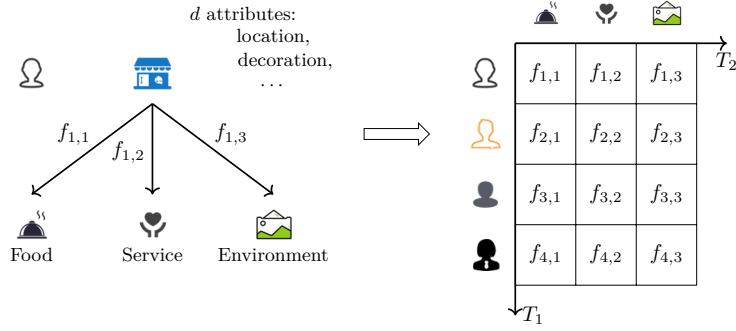 d attributes:
location,
decoration,
...
f1,1
f1,2
f1,3
Food
Service
Environment
T2
f1,1 f1,2 f1,3
f2,1 f2,2 f2,3
f3,1 f3,2 f3,3
f4,1 f4,2 f4,3
T1